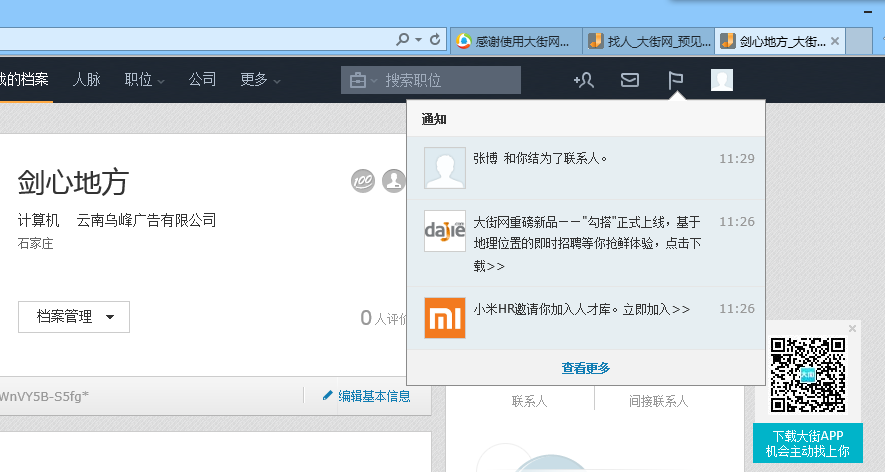 感谢使用大街网...
找人_大街网_预见...
剑心地方_大街...
我的档案 人脉 职位 公司 更多 搜索职位
通知
张博 和你结为了联系人。 11:29
dajie
大街网重磅新品——"勾搭"正式上线，基于 11:26
地理位置的即时招聘等你抢鲜体验，点击下
载>>
mi
小米HR邀请你加入人才库。立即加入>> 11:26
查看更多
剑心地方
100
计算机 云南乌峰广告有限公司
石家庄
档案管理
0人评价
WnVY5B-S5fg*
编辑基本信息
联系人 间接联系人
大街
下载大街APP
机会主动找上你